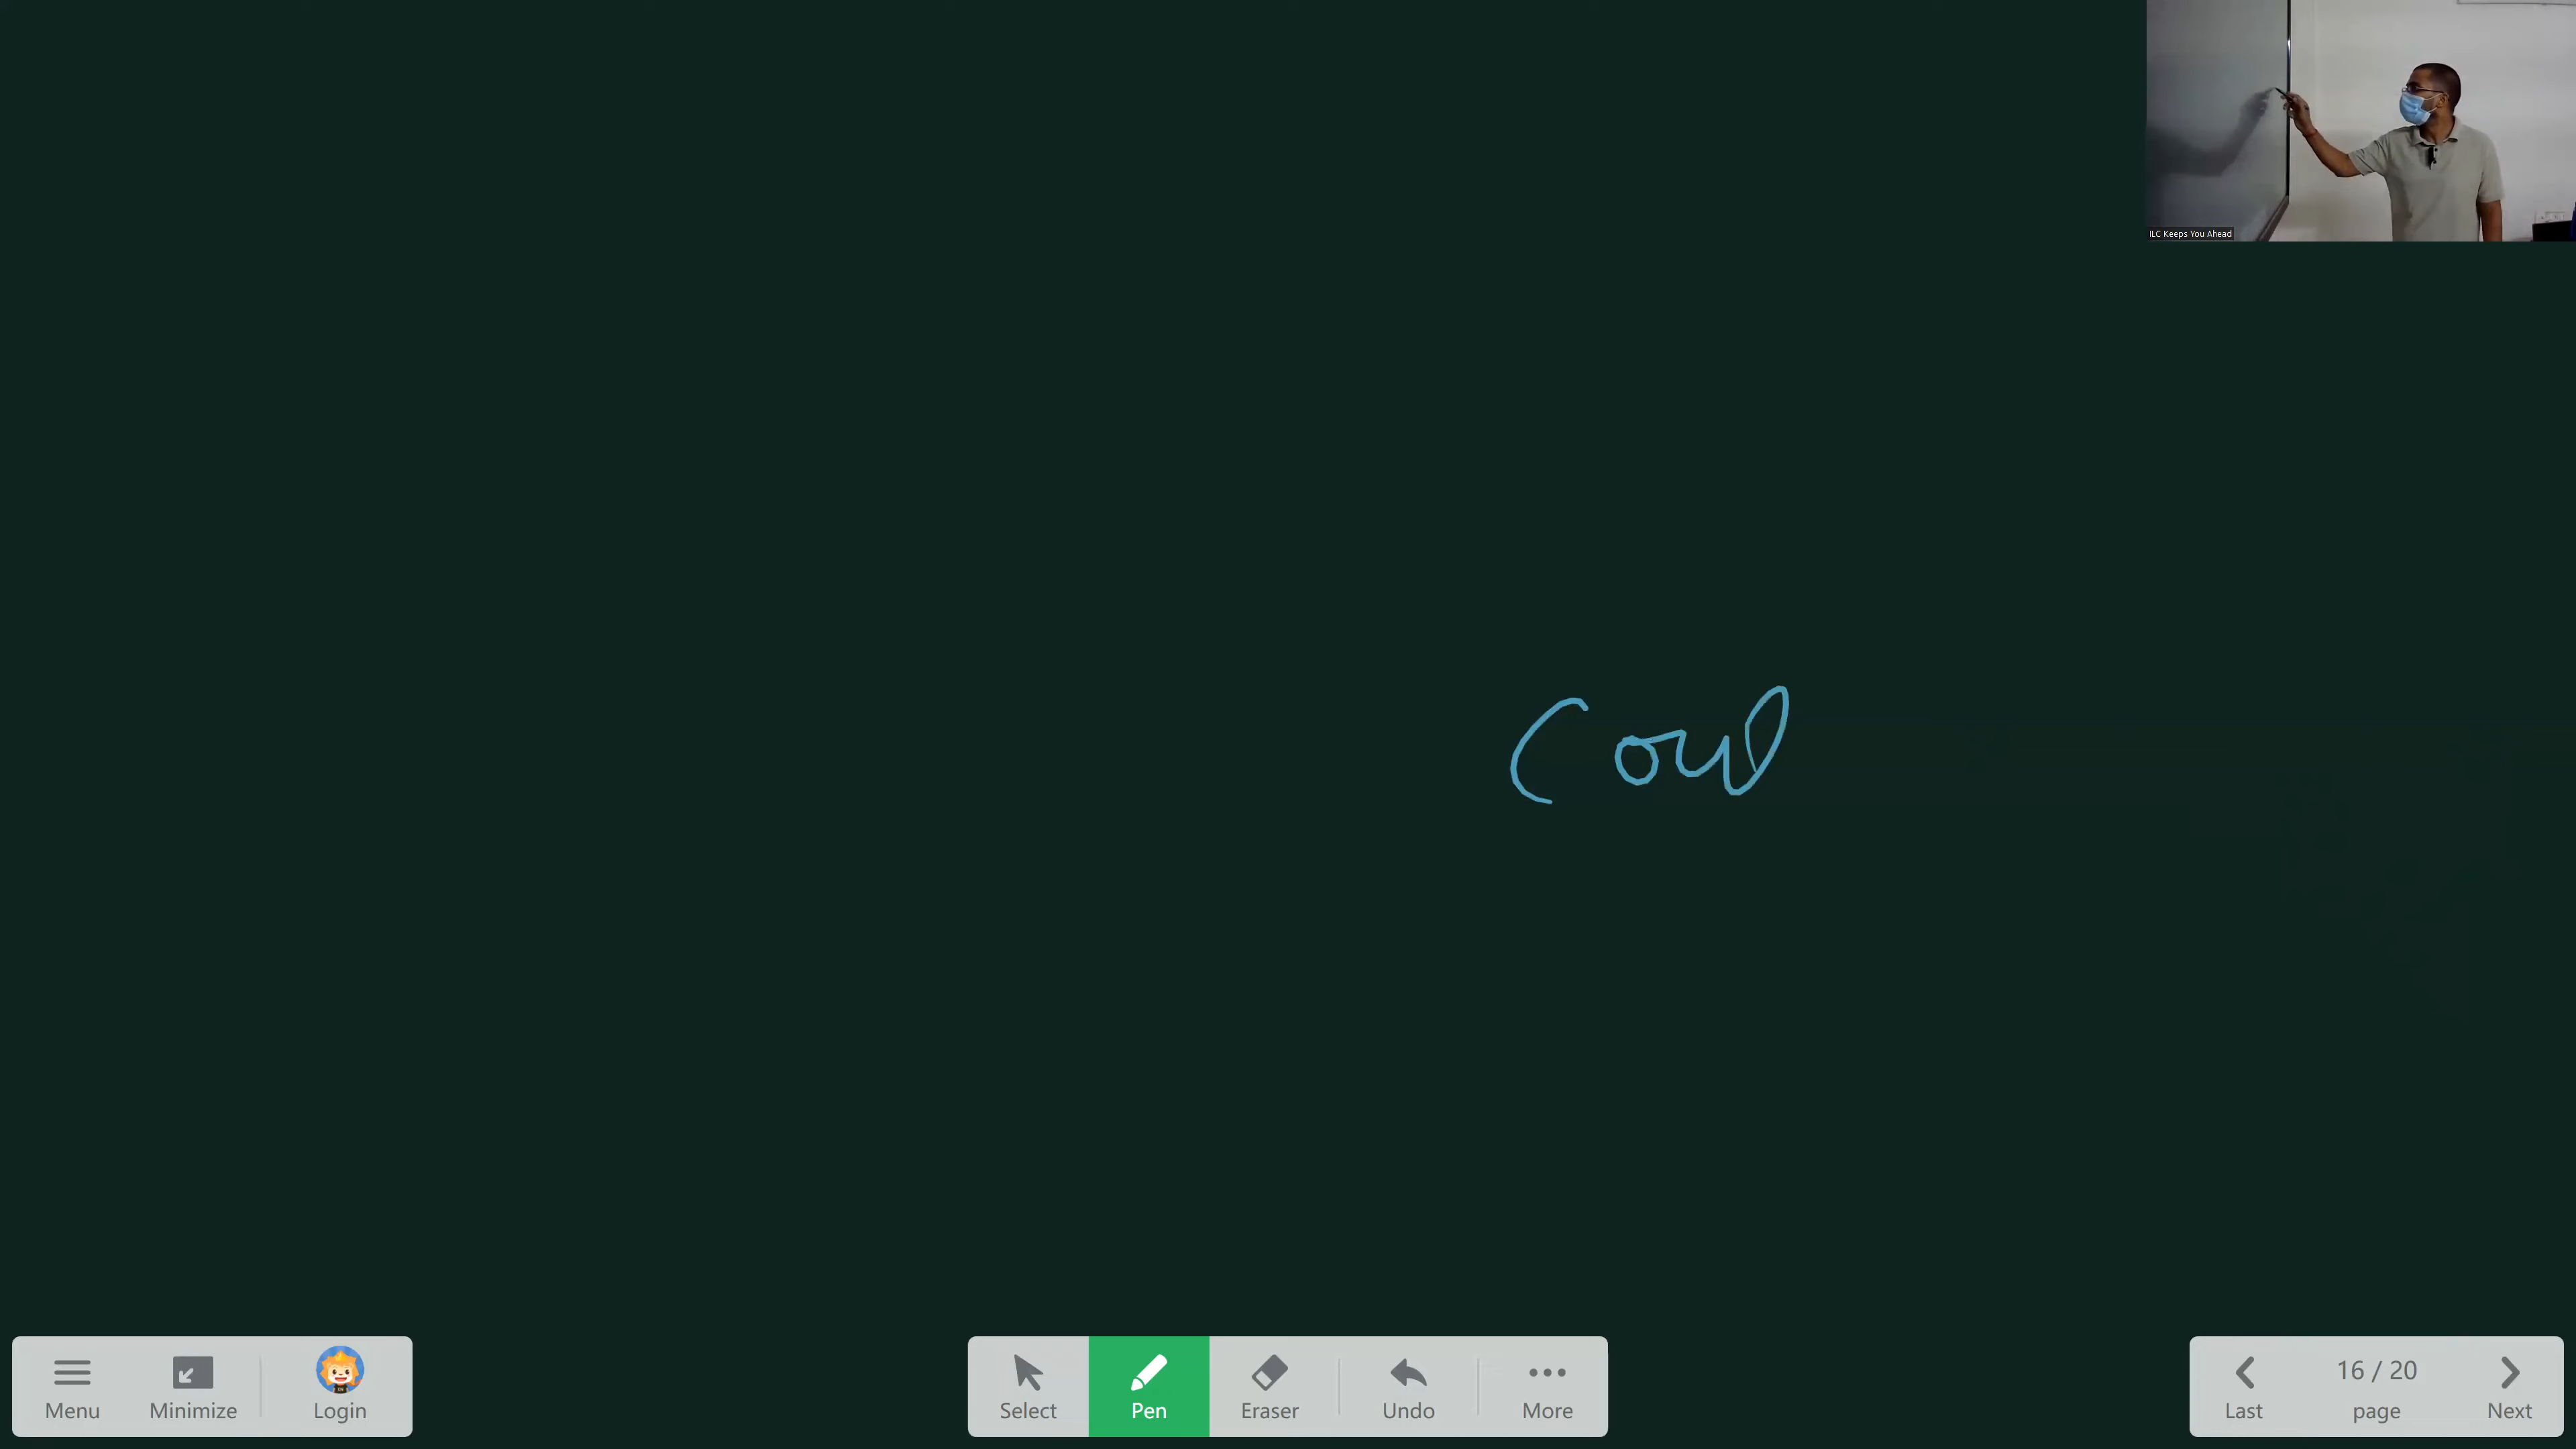 ILC Keeps You Ahead
Coul
Menu
Minimize
Login
Select
Pen
Eraser
Undo
More
Last
16 / 20
page
Next